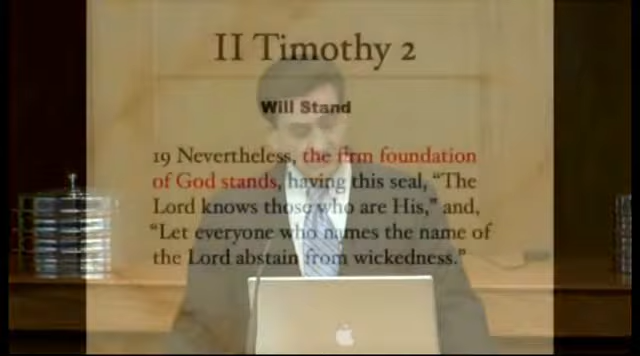 II Timothy 2
Will Stand
19 Nevertheless, the firm foundation
of God stands, having this seal, “The
Lord knows those who are His,” and,
“Let everyone who names the name of
the Lord abstain from wickedness.”